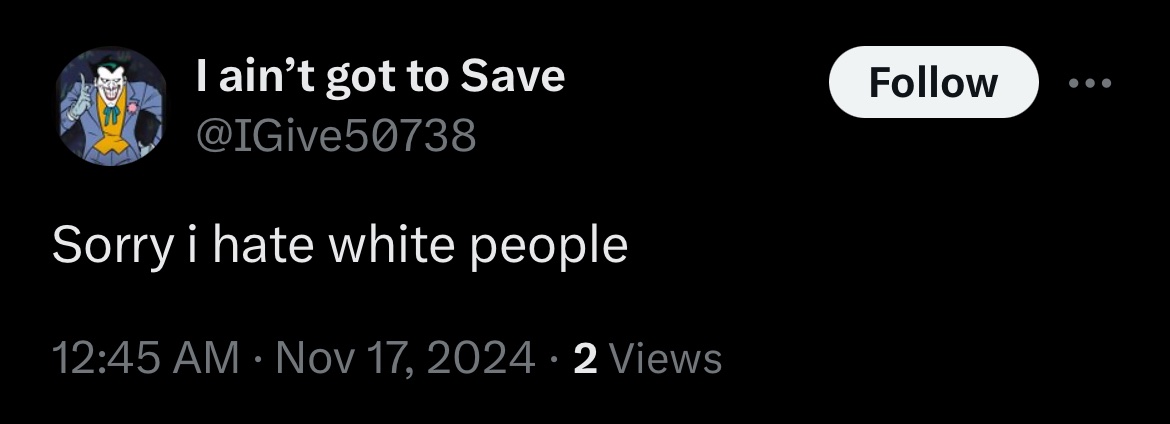 I ain’t got to Save
Follow
@IGive50738
Sorry i hate white people
12:45 AM · Nov 17, 2024 · 2 Views